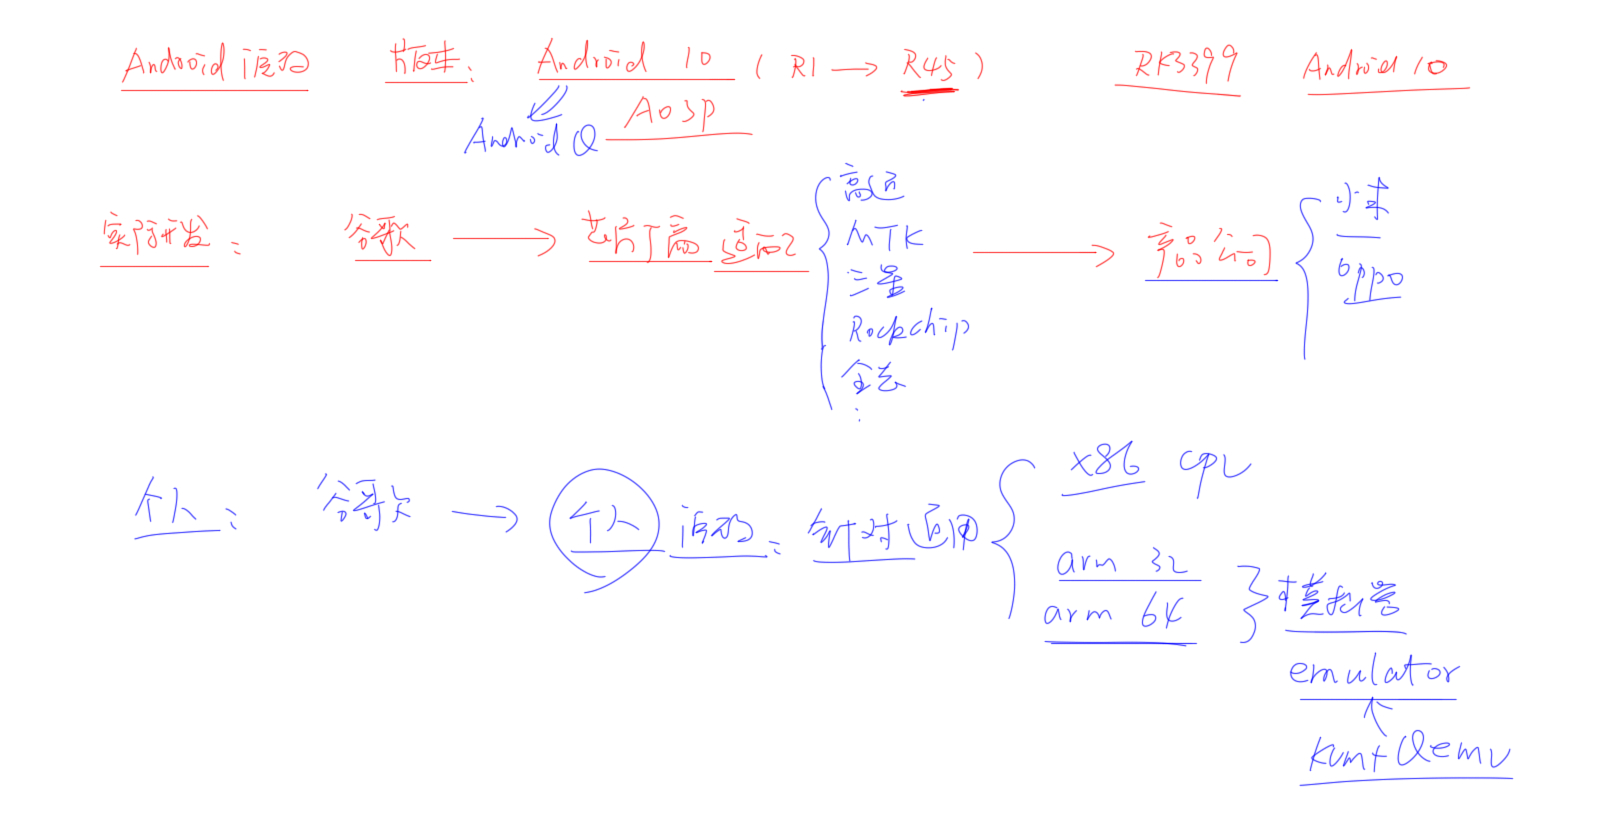 Android 源码 版本: Android 10 ( R1 → R45 ) RK3399 Android 10
Android Q AOSP
实际开发: 谷歌 → 芯片厂商 适配 → 产品公司
高通
MTK
三星
Rockchip
全志
小米
oppo
个人: 谷歌 → 个人 源码: 针对通用
x86 cpu
arm 32
arm 64
模拟器
emulator
kvm+Qemu